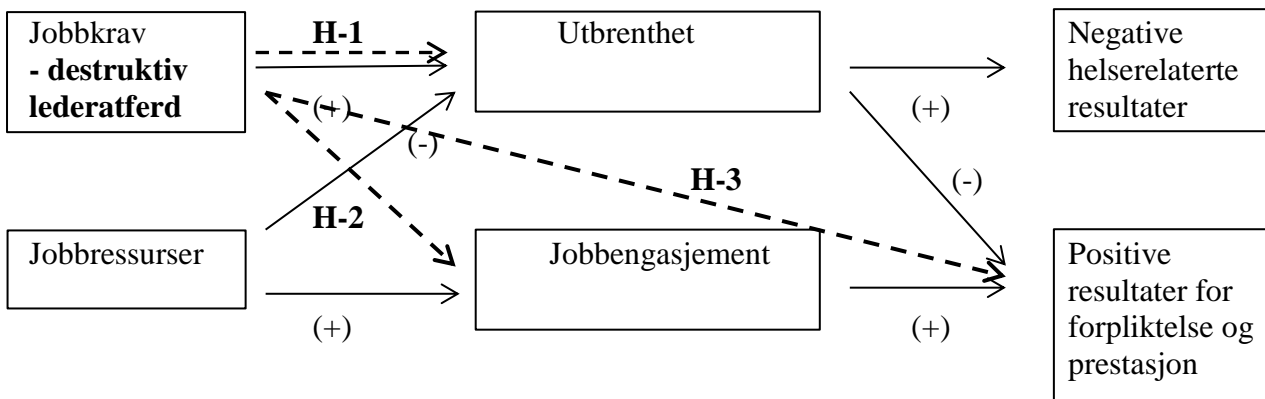 Jobbkrav
- destruktiv
lederatferd
H-1
(+)
Utbrenthet
(+)
Negative
helserelaterte
resultater
(-)
H-3
(-)
H-2
Jobbressurser
(+)
Jobbengasjement
(+)
Positive
resultater for
forpliktelse og
prestasjon